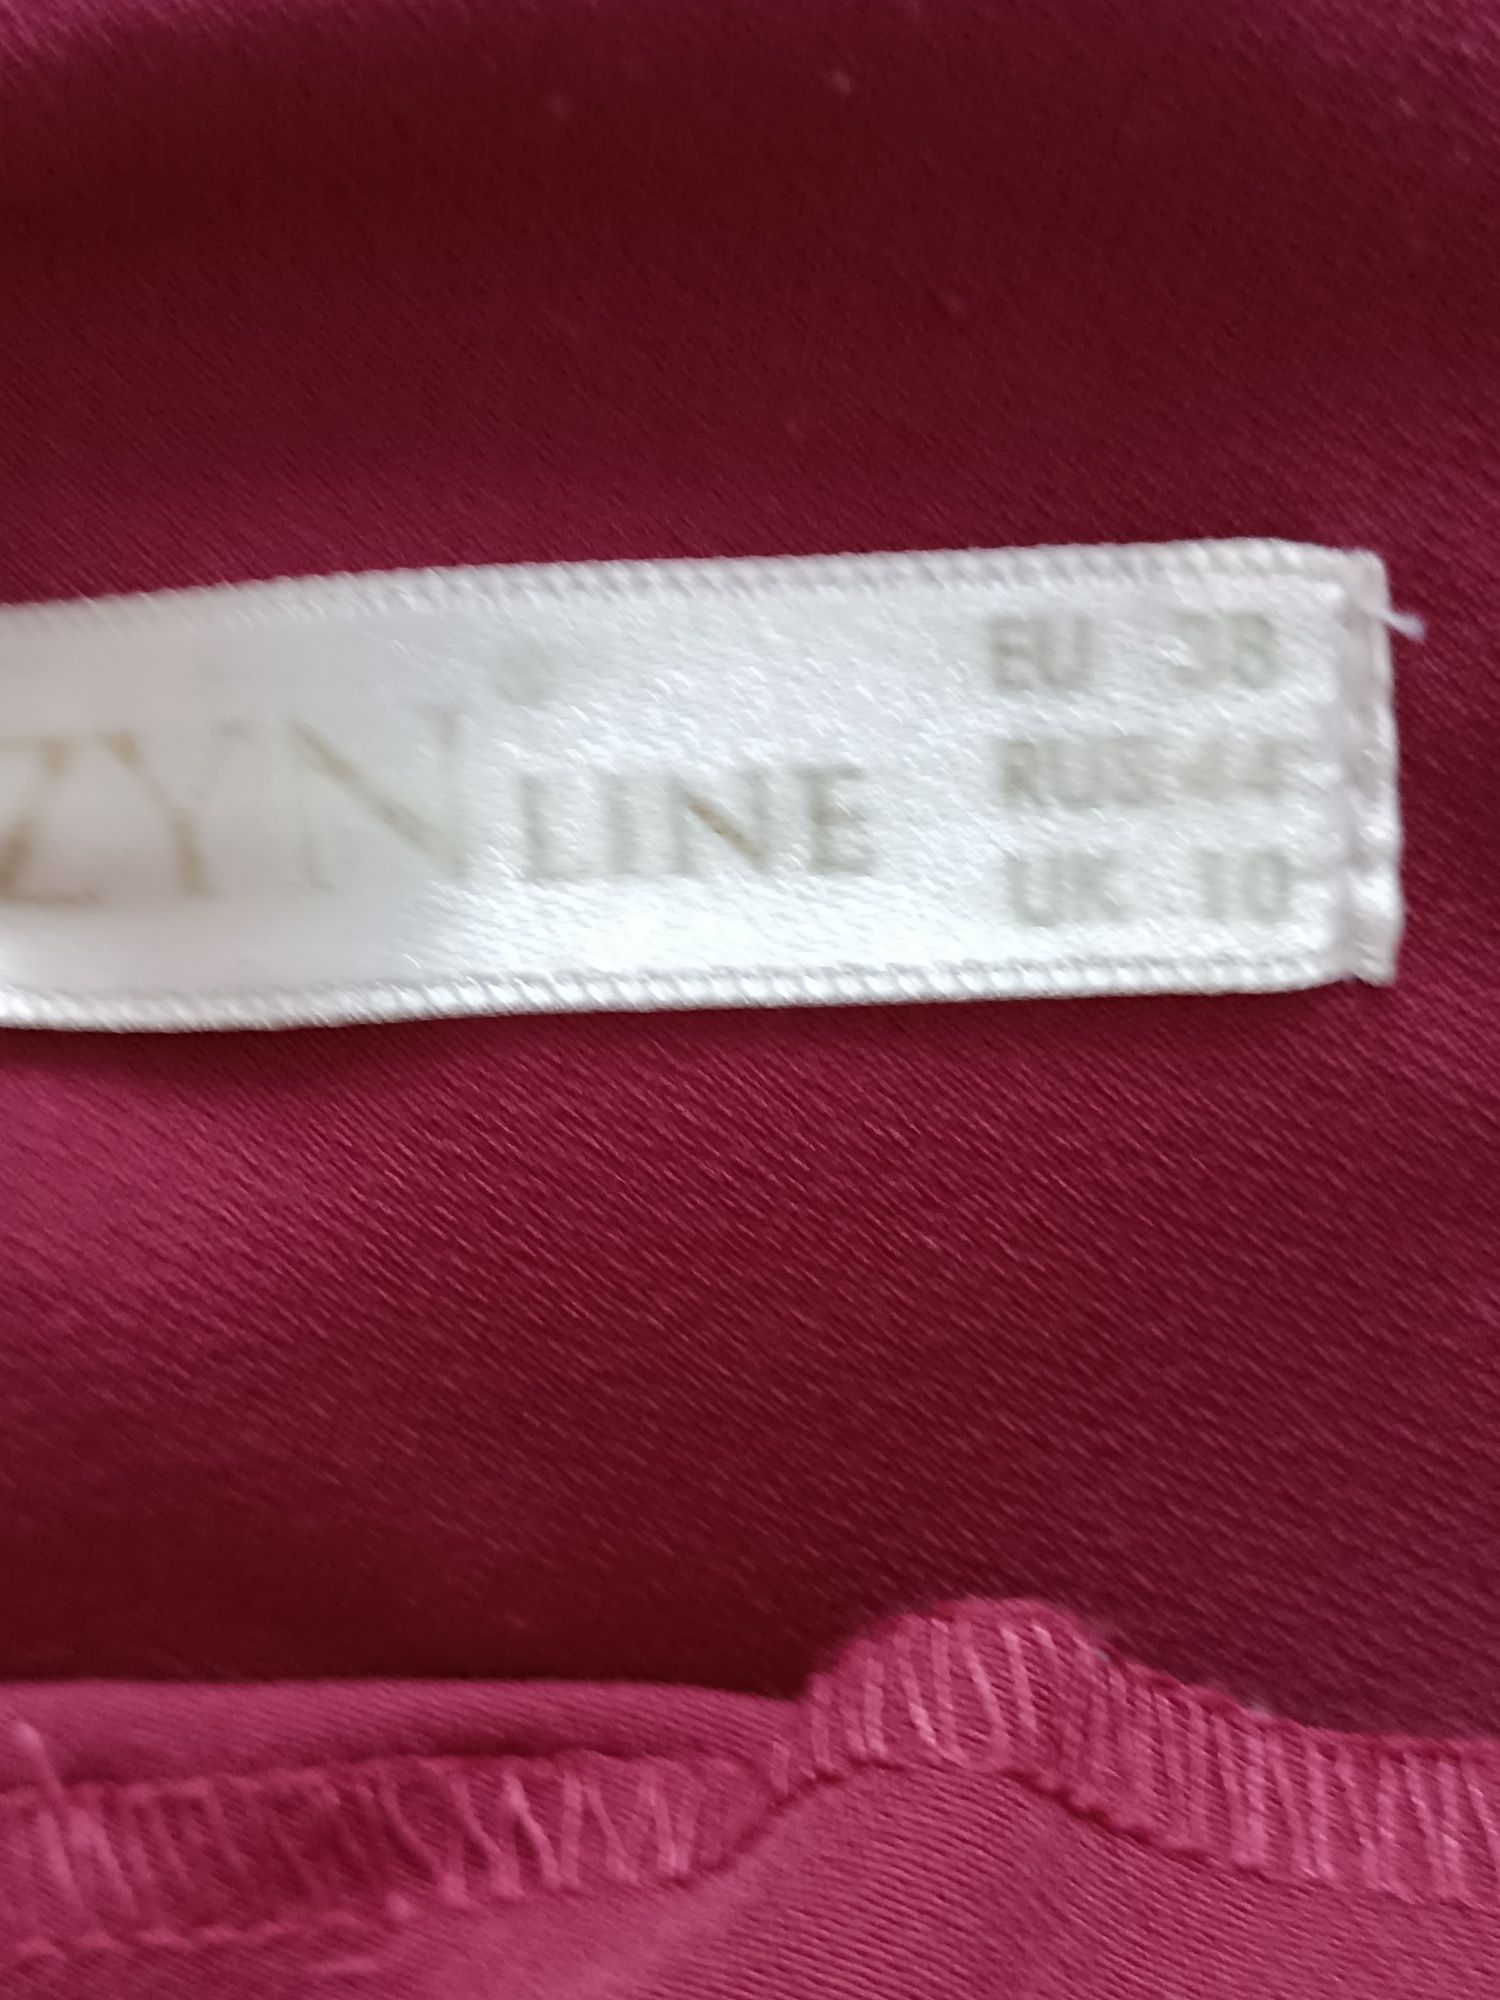 ZYN LINE
EU 38
RUS 44
UK 10